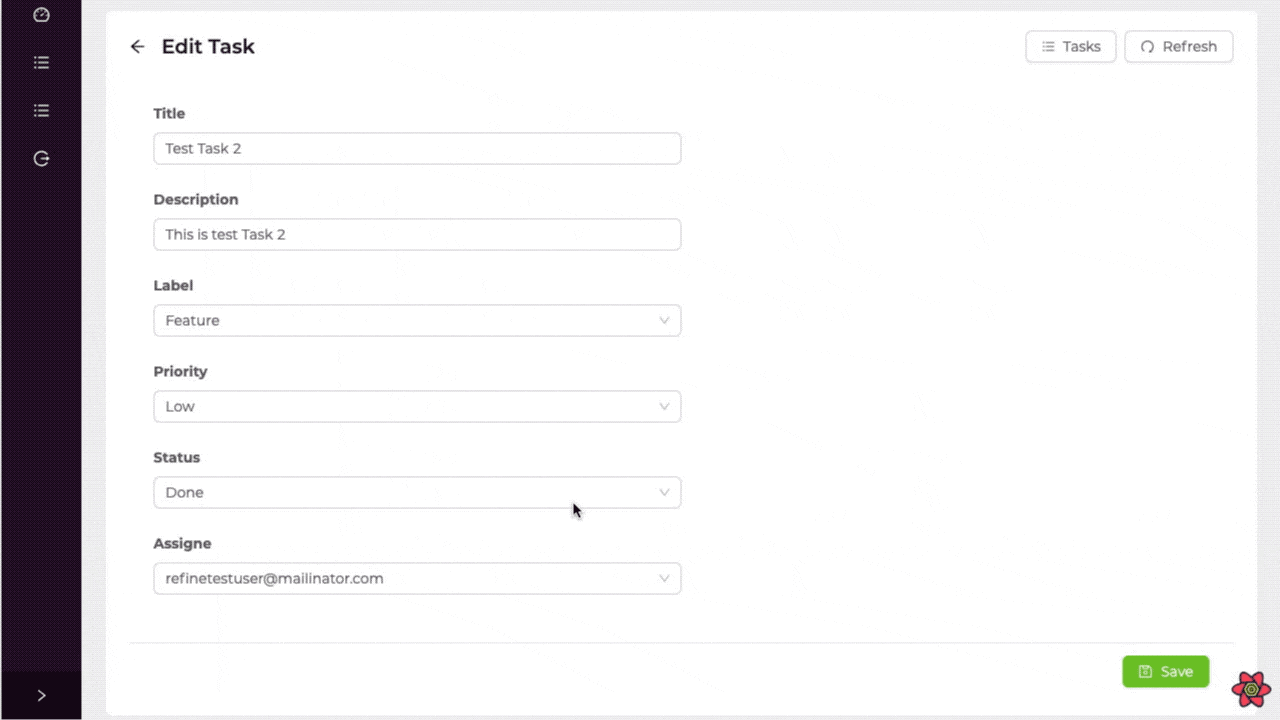 Edit Task
Tasks
Refresh
Title
Test Task 2
Description
This is test Task 2
Label
Feature
Priority
Low
Status
Done
Assigne
refinetestuser@mailinator.com
Save